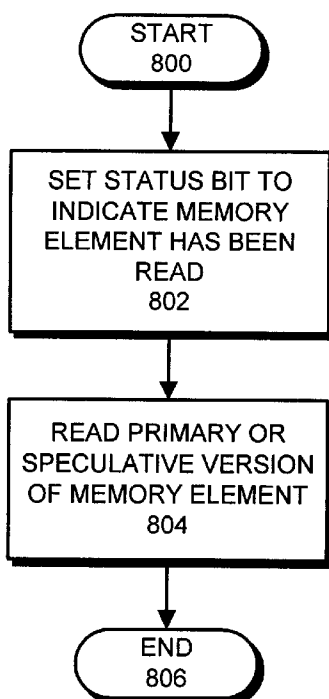 START
800
SET STATUS BIT TO
INDICATE MEMORY
ELEMENT HAS BEEN
READ
802
READ PRIMARY OR
SPECULATIVE VERSION
OF MEMORY ELEMENT
804
END
806